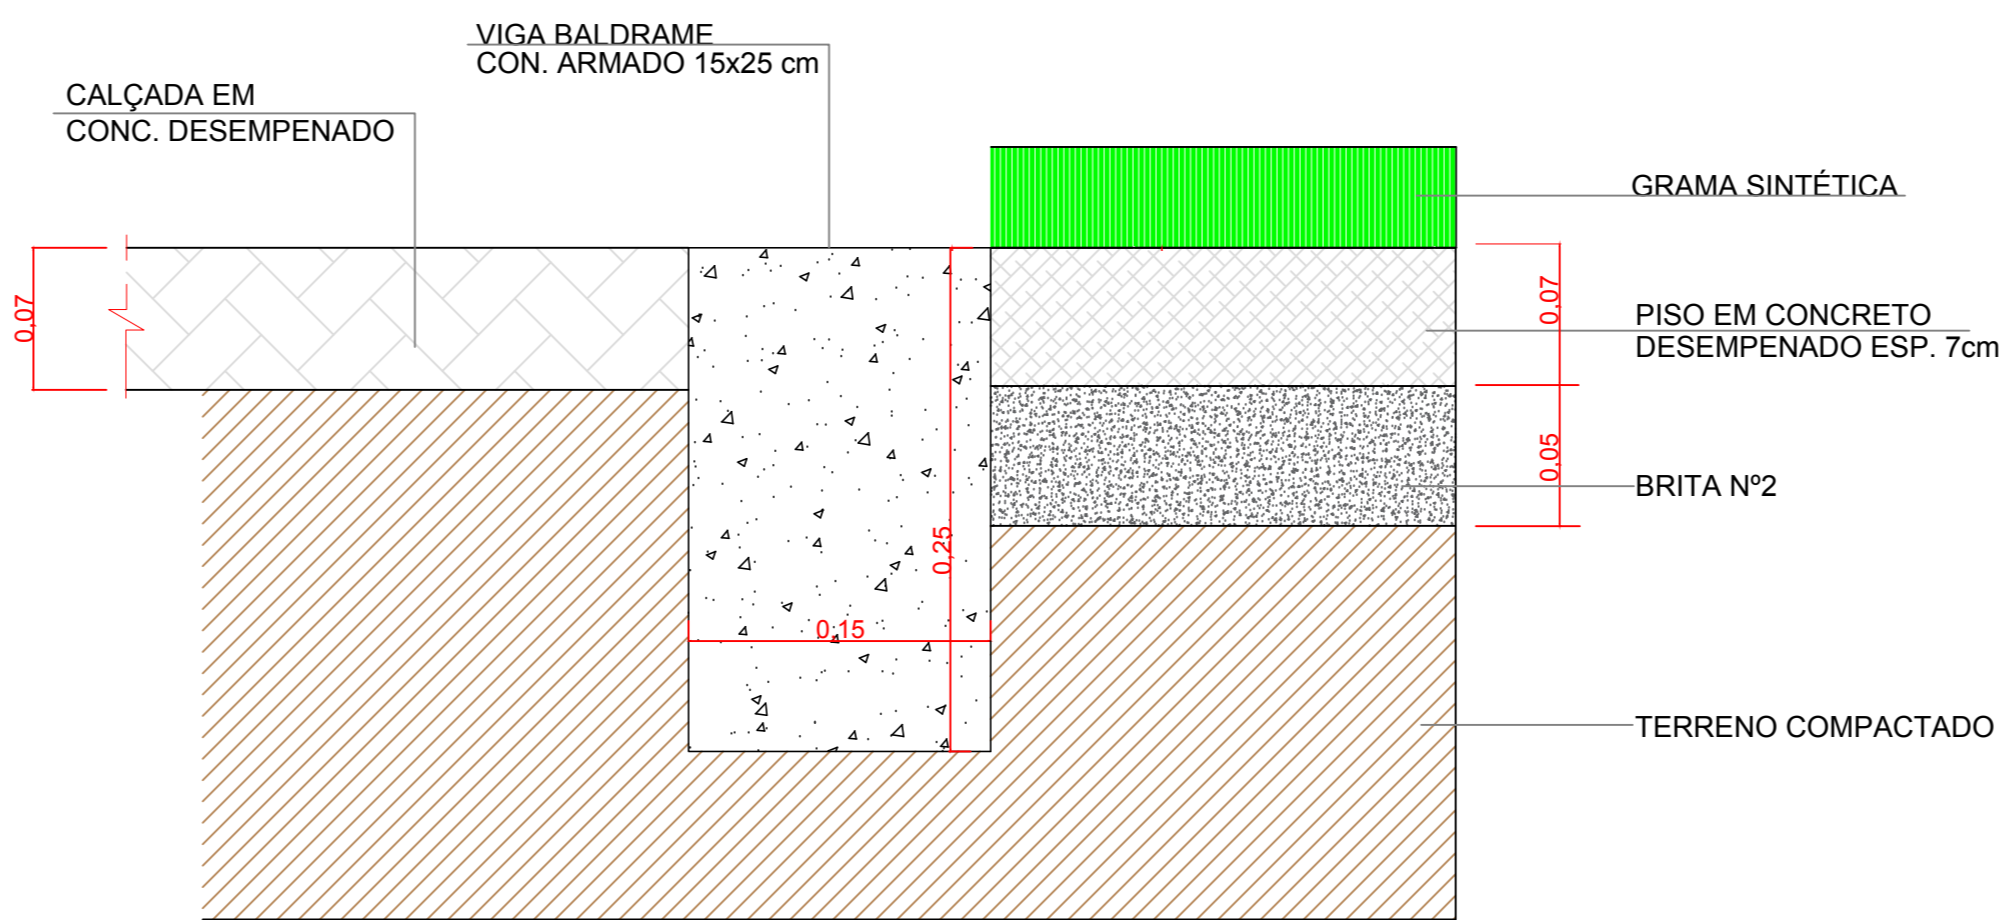 VIGA BALDRAME
CON. ARMADO 15x25 cm
CALÇADA EM
CONC. DESEMPENADO
GRAMA SINTÉTICA
0,07
0,07
PISO EM CONCRETO
DESEMPENADO ESP. 7cm
0,05
BRITA Nº2
0,25
0,15
TERRENO COMPACTADO